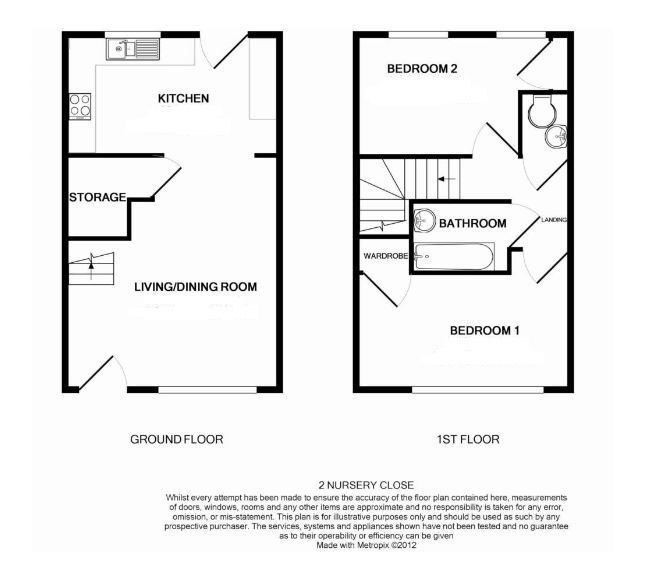 KITCHEN
STORAGE
LIVING/DINING ROOM
GROUND FLOOR
BEDROOM 2
BATHROOM
LANDING
WARDROBE
BEDROOM 1
1ST FLOOR
2 NURSERY CLOSE
Whilst every attempt has been made to ensure the accuracy of the floor plan contained here, measurements
of doors, windows, rooms and any other items are approximate and no responsibility is taken for any error,
omission, or mis-statement. This plan is for illustrative purposes only and should be used as such by any
prospective purchaser. The services, systems and appliances shown have not been tested and no guarantee
as to their operability or efficiency can be given
Made with Metropix ©2012